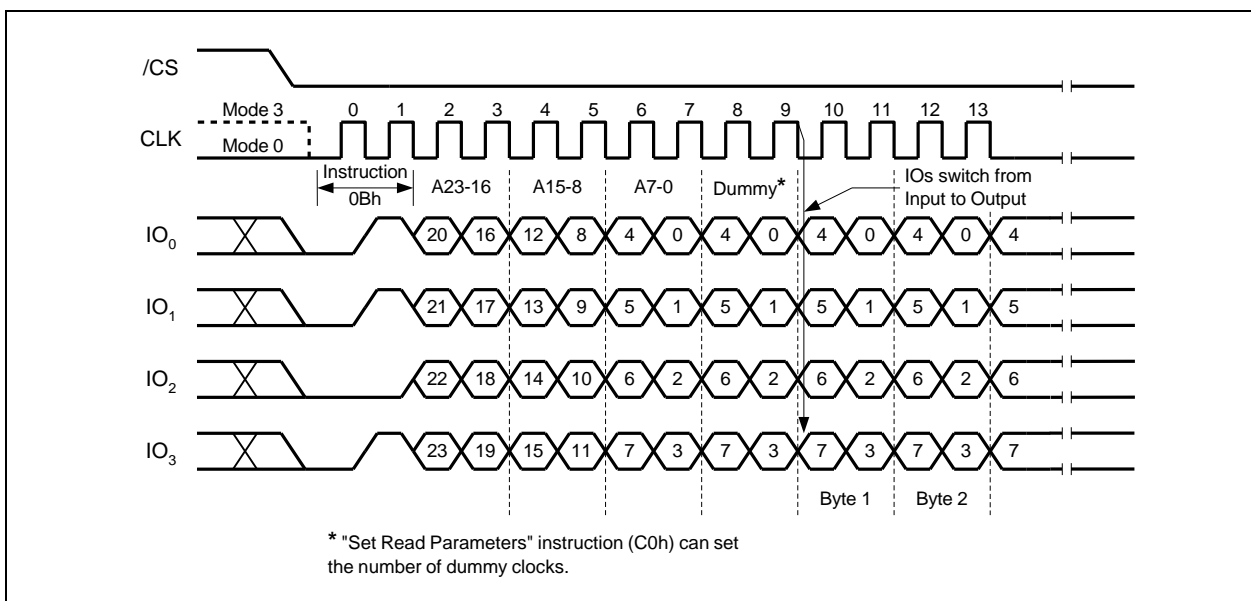 /CS
Mode 3 0 1 2 3 4 5 6 7 8 9 10 11 12 13
CLK
Mode 0
Instruction
0Bh
A23-16 A15-8 A7-0 Dummy*
IOs switch from
Input to Output
IO0 20 16 12 8 4 0 4 0 4 0 4 0 4
IO1 21 17 13 9 5 1 5 1 5 1 5 1 5
IO2 22 18 14 10 6 2 6 2 6 2 6 2 6
IO3 23 19 15 11 7 3 7 3 7 3 7 3 7
Byte 1 Byte 2
* "Set Read Parameters" instruction (C0h) can set
the number of dummy clocks.